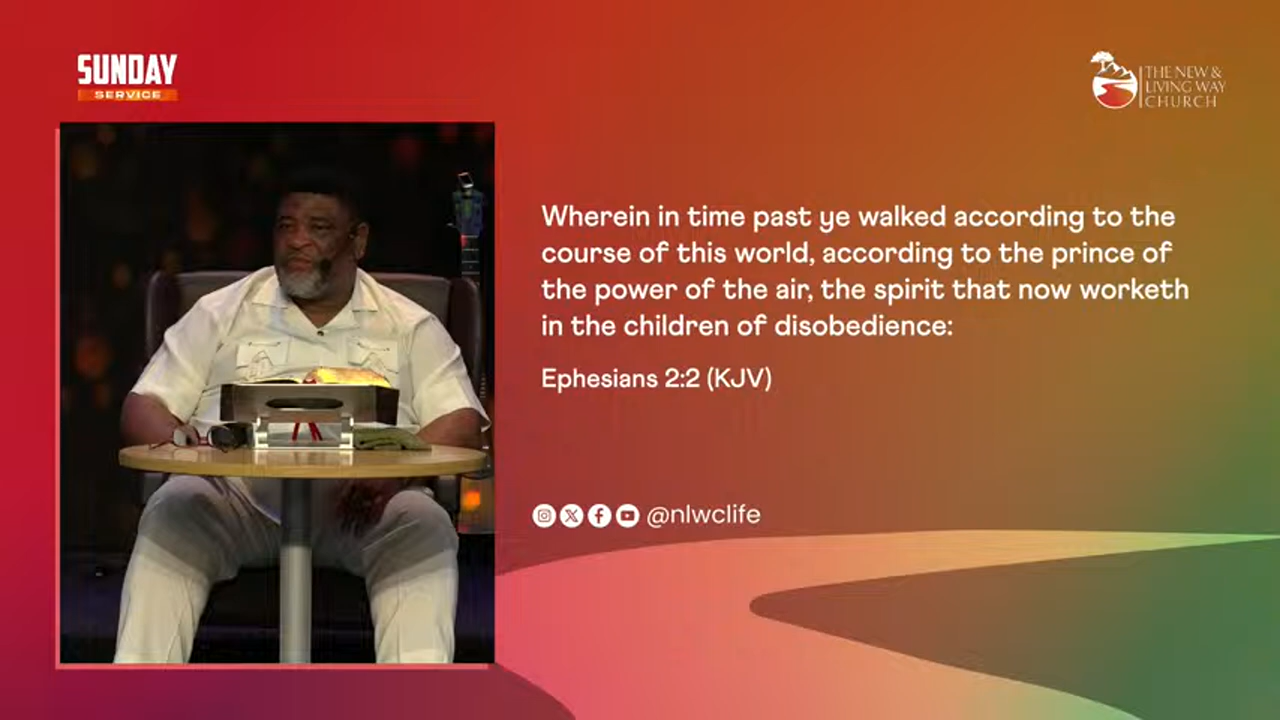 SUNDAY
SERVICE
THE NEW &
LIVING WAY
CHURCH
Wherein in time past ye walked according to the
course of this world, according to the prince of
the power of the air, the spirit that now worketh
in the children of disobedience:
Ephesians 2:2 (KJV)
@nlwclife